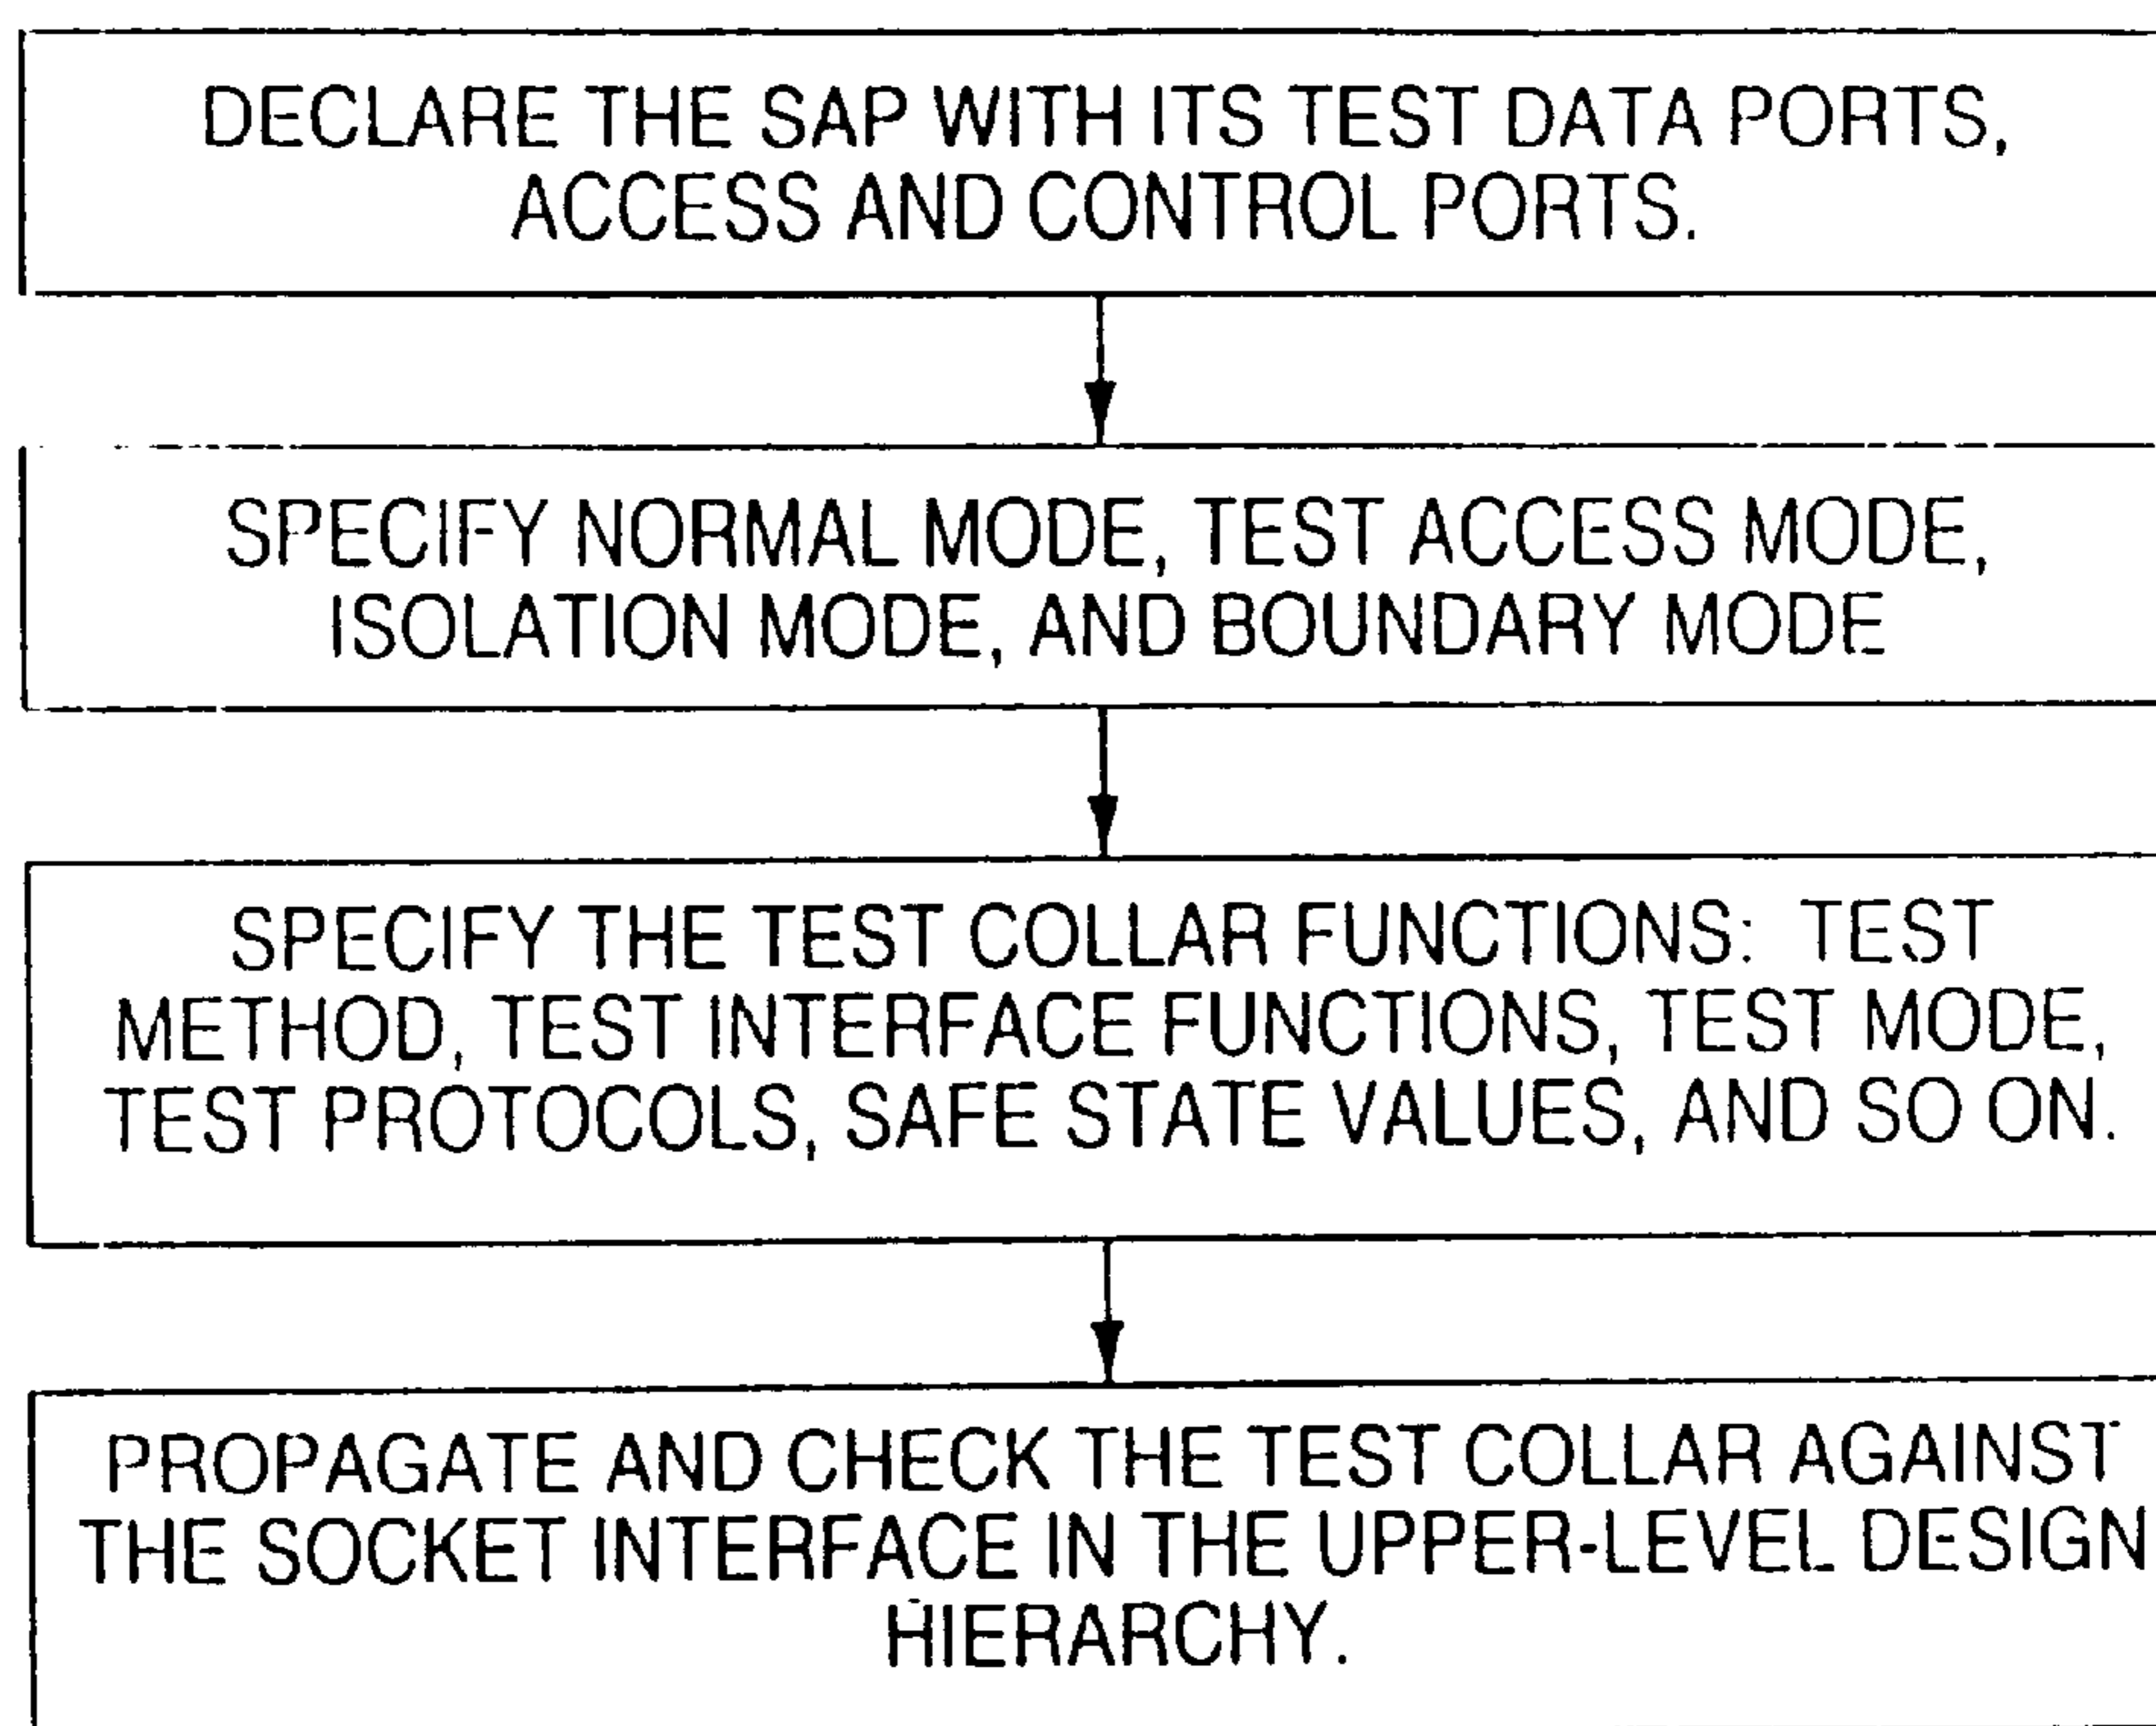 DECLARE THE SAP WITH ITS TEST DATA PORTS,
ACCESS AND CONTROL PORTS.
SPECIFY NORMAL MODE, TEST ACCESS MODE,
ISOLATION MODE, AND BOUNDARY MODE
SPECIFY THE TEST COLLAR FUNCTIONS: TEST
METHOD, TEST INTERFACE FUNCTIONS, TEST MODE,
TEST PROTOCOLS, SAFE STATE VALUES, AND SO ON.
PROPAGATE AND CHECK THE TEST COLLAR AGAINST
THE SOCKET INTERFACE IN THE UPPER-LEVEL DESIGN
HIERARCHY.